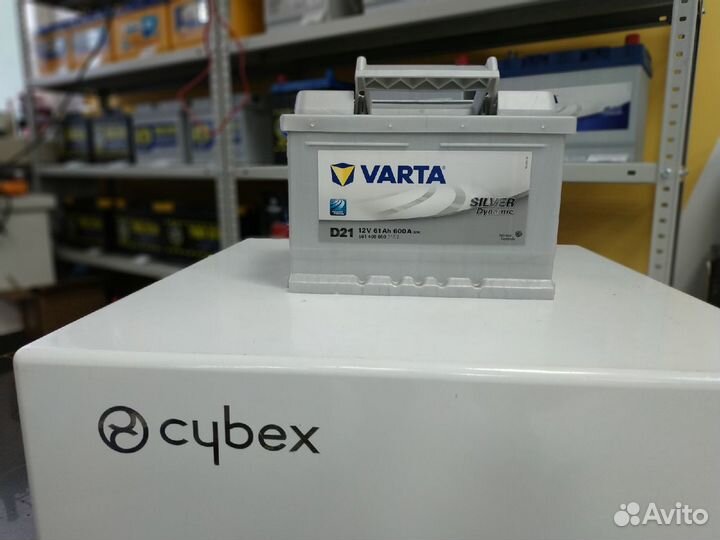 VARTA
SILVER
Dynamic
D21 12V 61Ah 600A
cybex
Avito